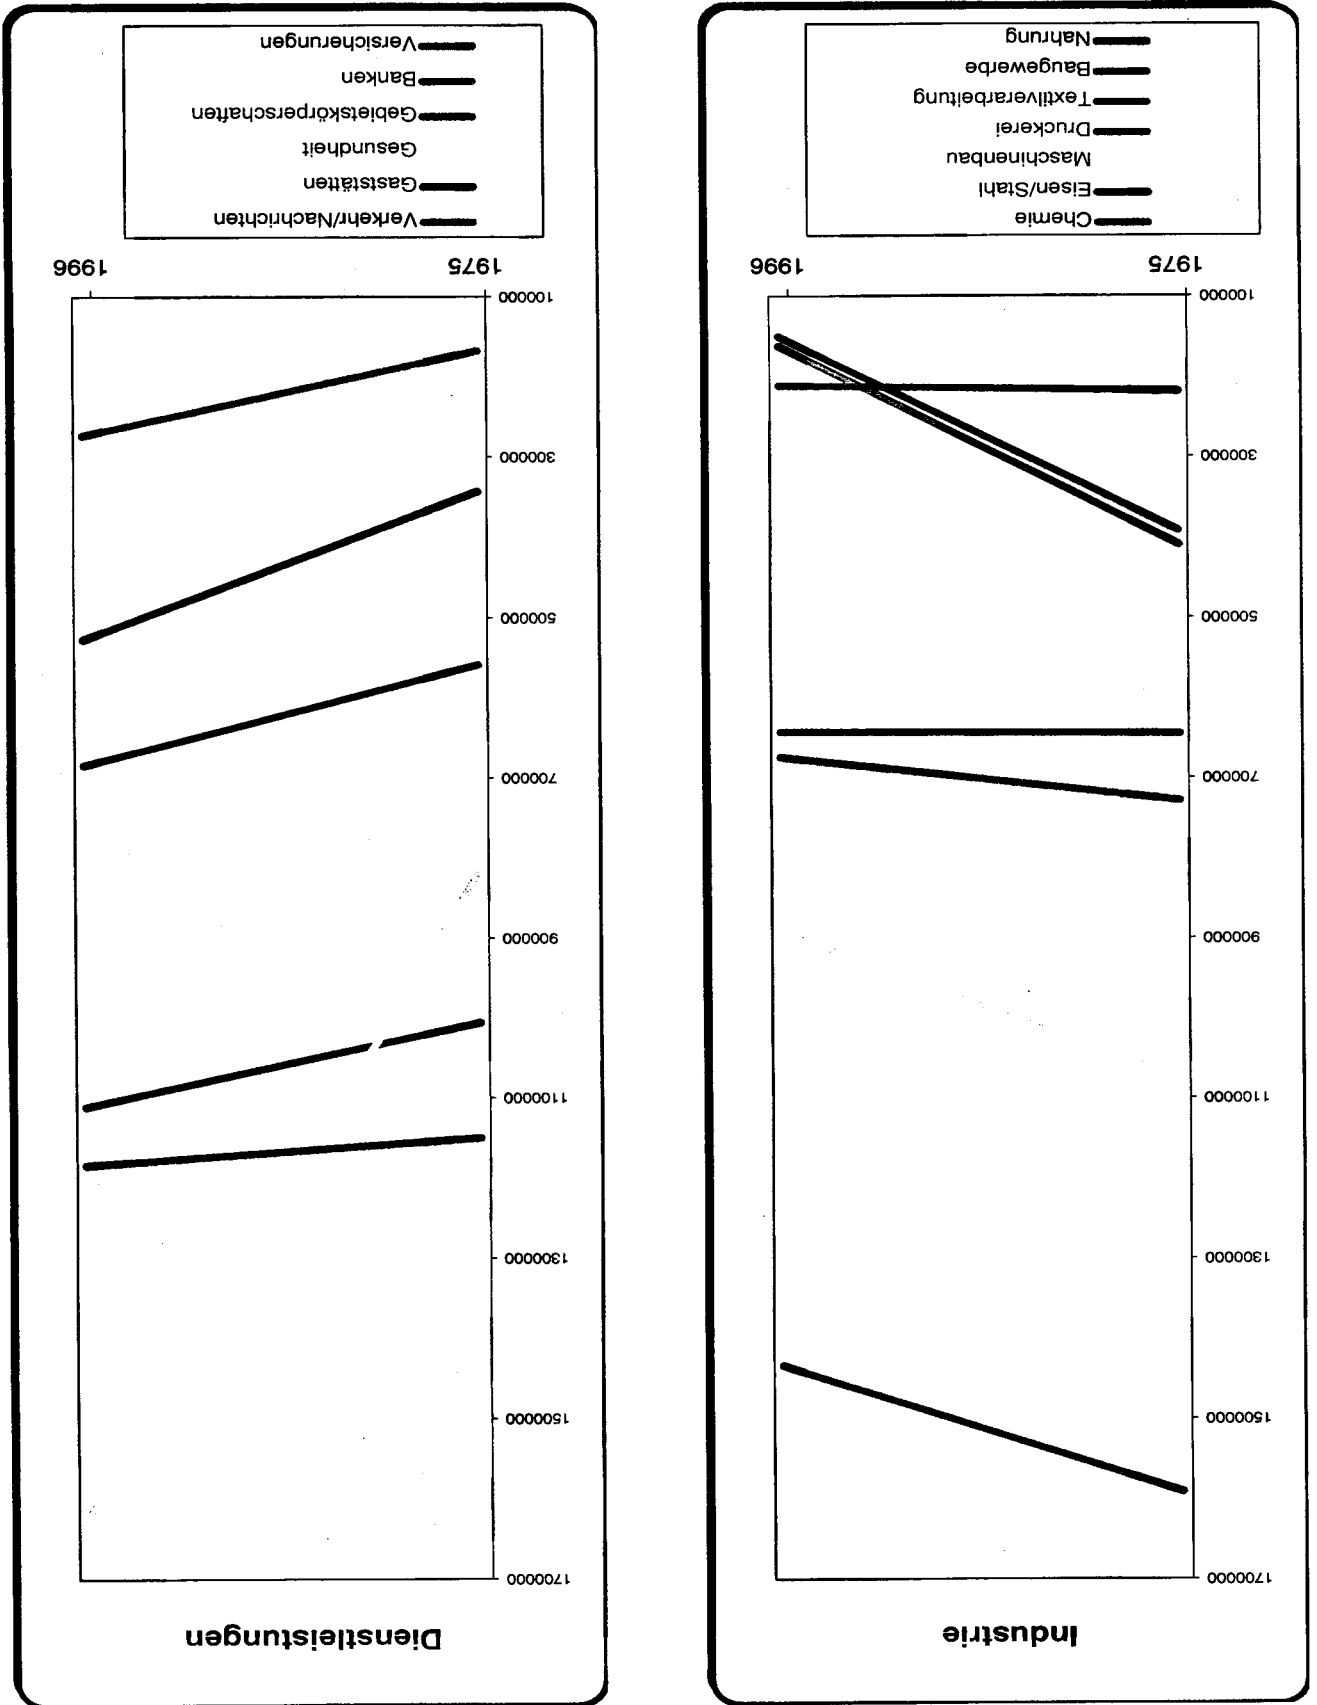 Industrie
1700000
1500000
1300000
1100000
900000
700000
500000
300000
100000
1975 1996
Chemie
Eisen/Stahl
Maschinenbau
Druckerei
Textilverarbeitung
Baugewerbe
Nahrung
Dienstleistungen
1700000
1500000
1300000
1100000
900000
700000
500000
300000
100000
1975 1996
Verkehr/Nachrichten
Gaststätten
Gesundheit
Gebietskörperschaften
Banken
Versicherungen